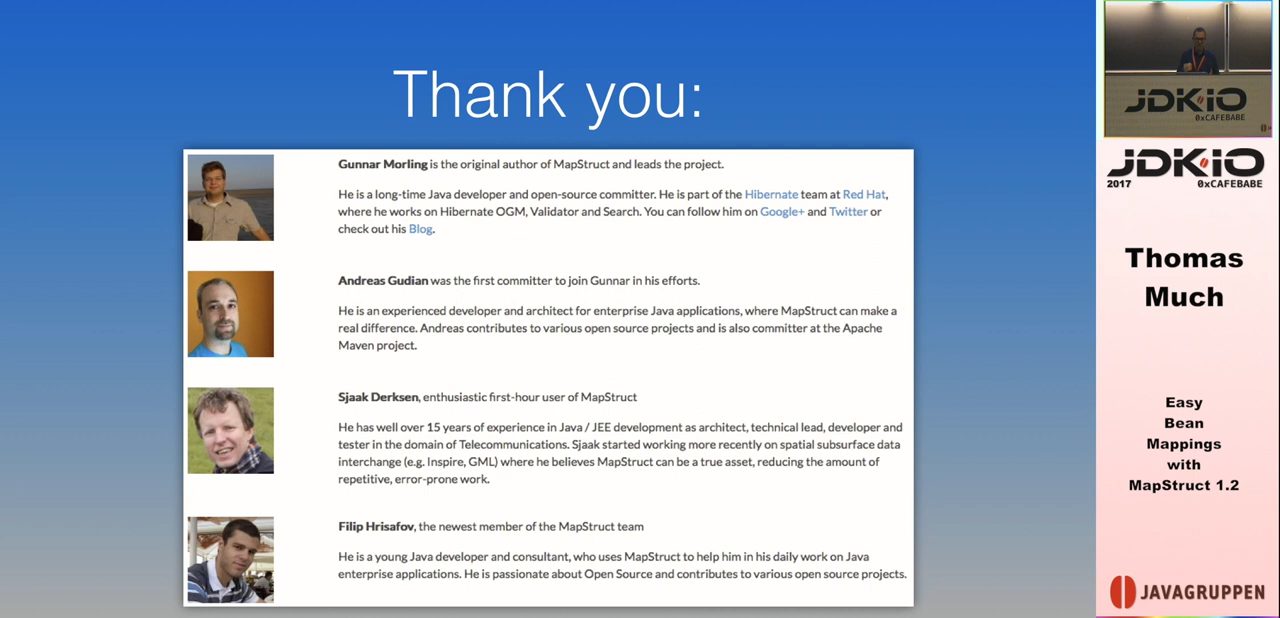 Thank you:
Gunnar Morling is the original author of MapStruct and leads the project.
He is a long-time Java developer and open-source committer. He is part of the Hibernate team at Red Hat,
where he works on Hibernate OGM, Validator and Search. You can follow him on Google+ and Twitter or
check out his Blog.
Andreas Gudian was the first committer to join Gunnar in his efforts.
He is an experienced developer and architect for enterprise Java applications, where MapStruct can make a
real difference. Andreas contributes to various open source projects and is also committer at the Apache
Maven project.
Sjaak Derksen, enthusiastic first-hour user of MapStruct
He has well over 15 years of experience in Java / JEE development as architect, technical lead, developer and
tester in the domain of Telecommunications. Sjaak started working more recently on spatial subsurface data
interchange (e.g. Inspire, GML) where he believes MapStruct can be a true asset, reducing the amount of
repetitive, error-prone work.
Filip Hrisafov, the newest member of the MapStruct team
He is a young Java developer and consultant, who uses MapStruct to help him in his daily work on Java
enterprise applications. He is passionate about Open Source and contributes to various open source projects.
JDK.IO
0xCAFEBABE
JDK.IO
2017 0xCAFEBABE
Thomas
Much
Easy
Bean
Mappings
with
MapStruct 1.2
JAVAGRUPPEN